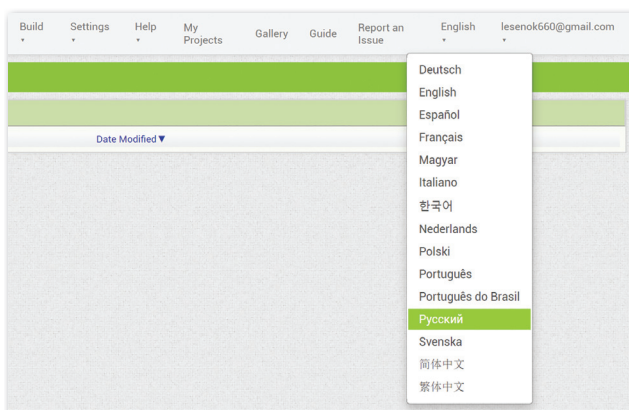 Build Settings Help My Projects Gallery Guide Report an Issue English lesenok660@gmail.com
Date Modified ▼
Deutsch
English
Español
Français
Magyar
Italiano
한국어
Nederlands
Polski
Português
Português do Brasil
Русский
Svenska
简体中文
繁体中文